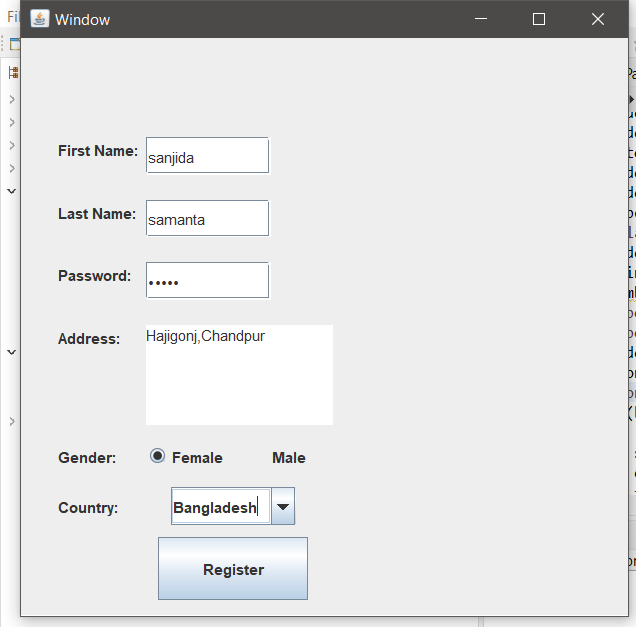 Window
First Name: sanjida
Last Name: samanta
Password: •••••
Address: Hajigonj,Chandpur
Gender: Female Male
Country: Bangladesh
Register